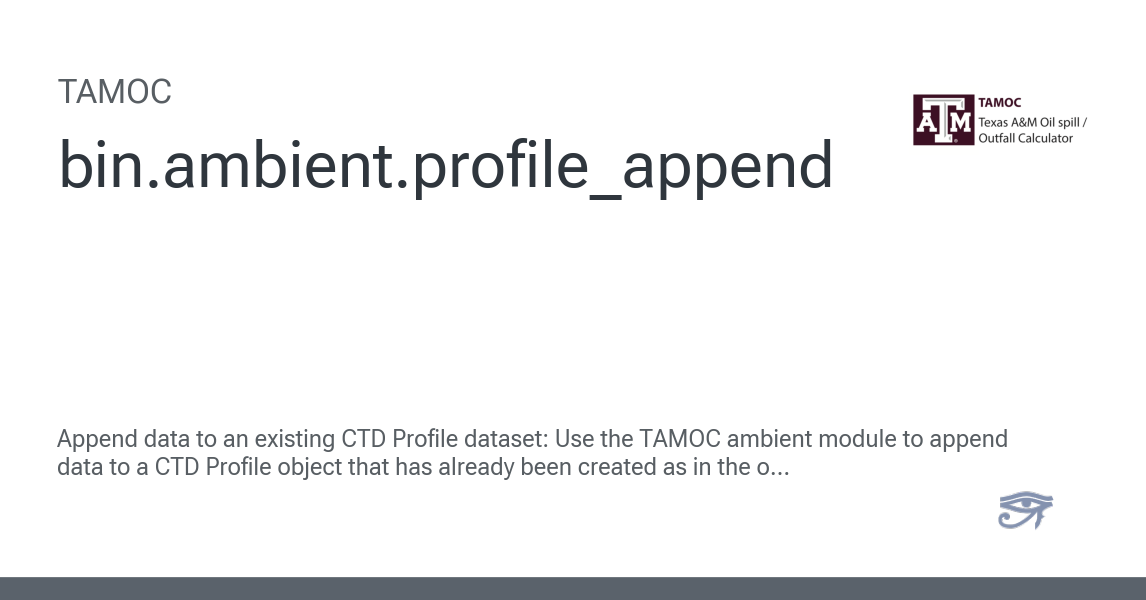 TAMOC
bin.ambient.profile_append
ATM
TAMOC
Texas A&M Oil spill /
Outfall Calculator
Append data to an existing CTD Profile dataset: Use the TAMOC ambient module to append
data to a CTD Profile object that has already been created as in the o...